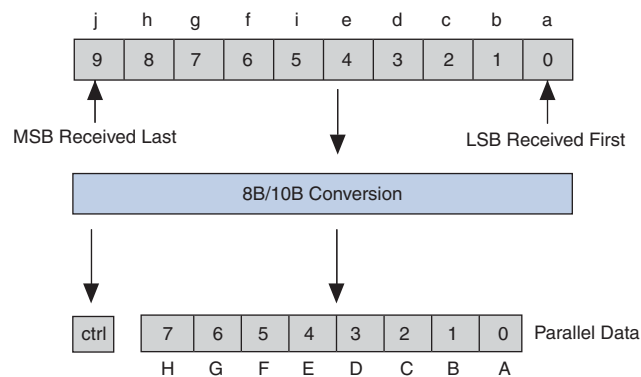 j h g f i e d c b a
9 8 7 6 5 4 3 2 1 0
MSB Received Last LSB Received First
8B/10B Conversion
ctrl 7 6 5 4 3 2 1 0 Parallel Data
H G F E D C B A